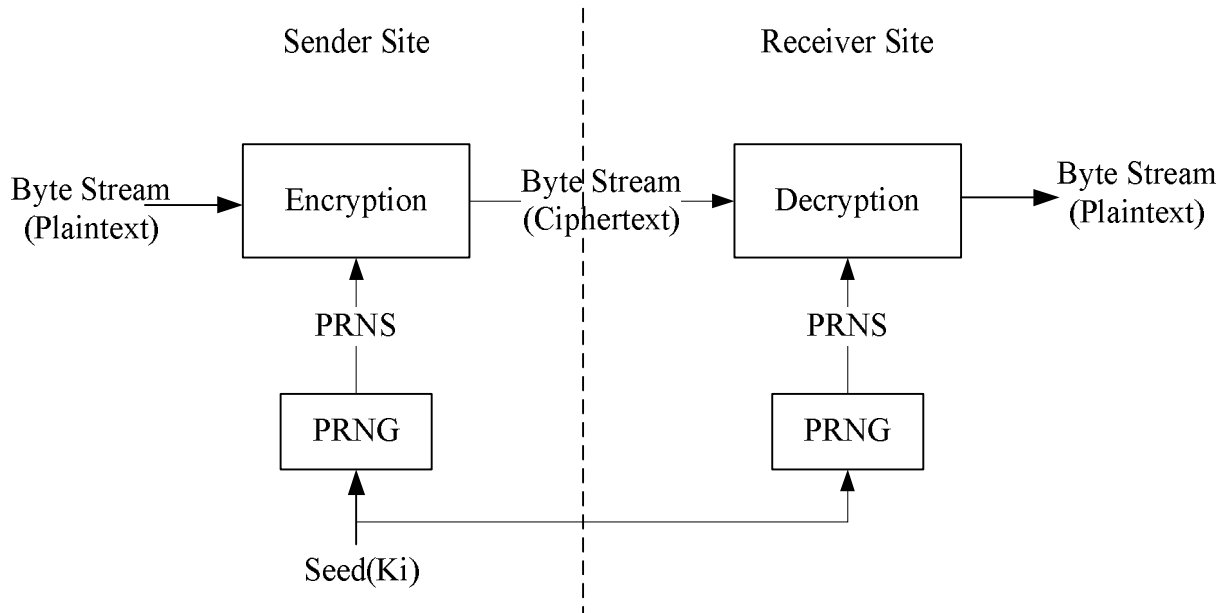 Sender Site
Receiver Site
Byte Stream
(Plaintext)
Encryption
Byte Stream
(Ciphertext)
Decryption
Byte Stream
(Plaintext)
PRNS
PRNS
PRNG
PRNG
Seed(Ki)